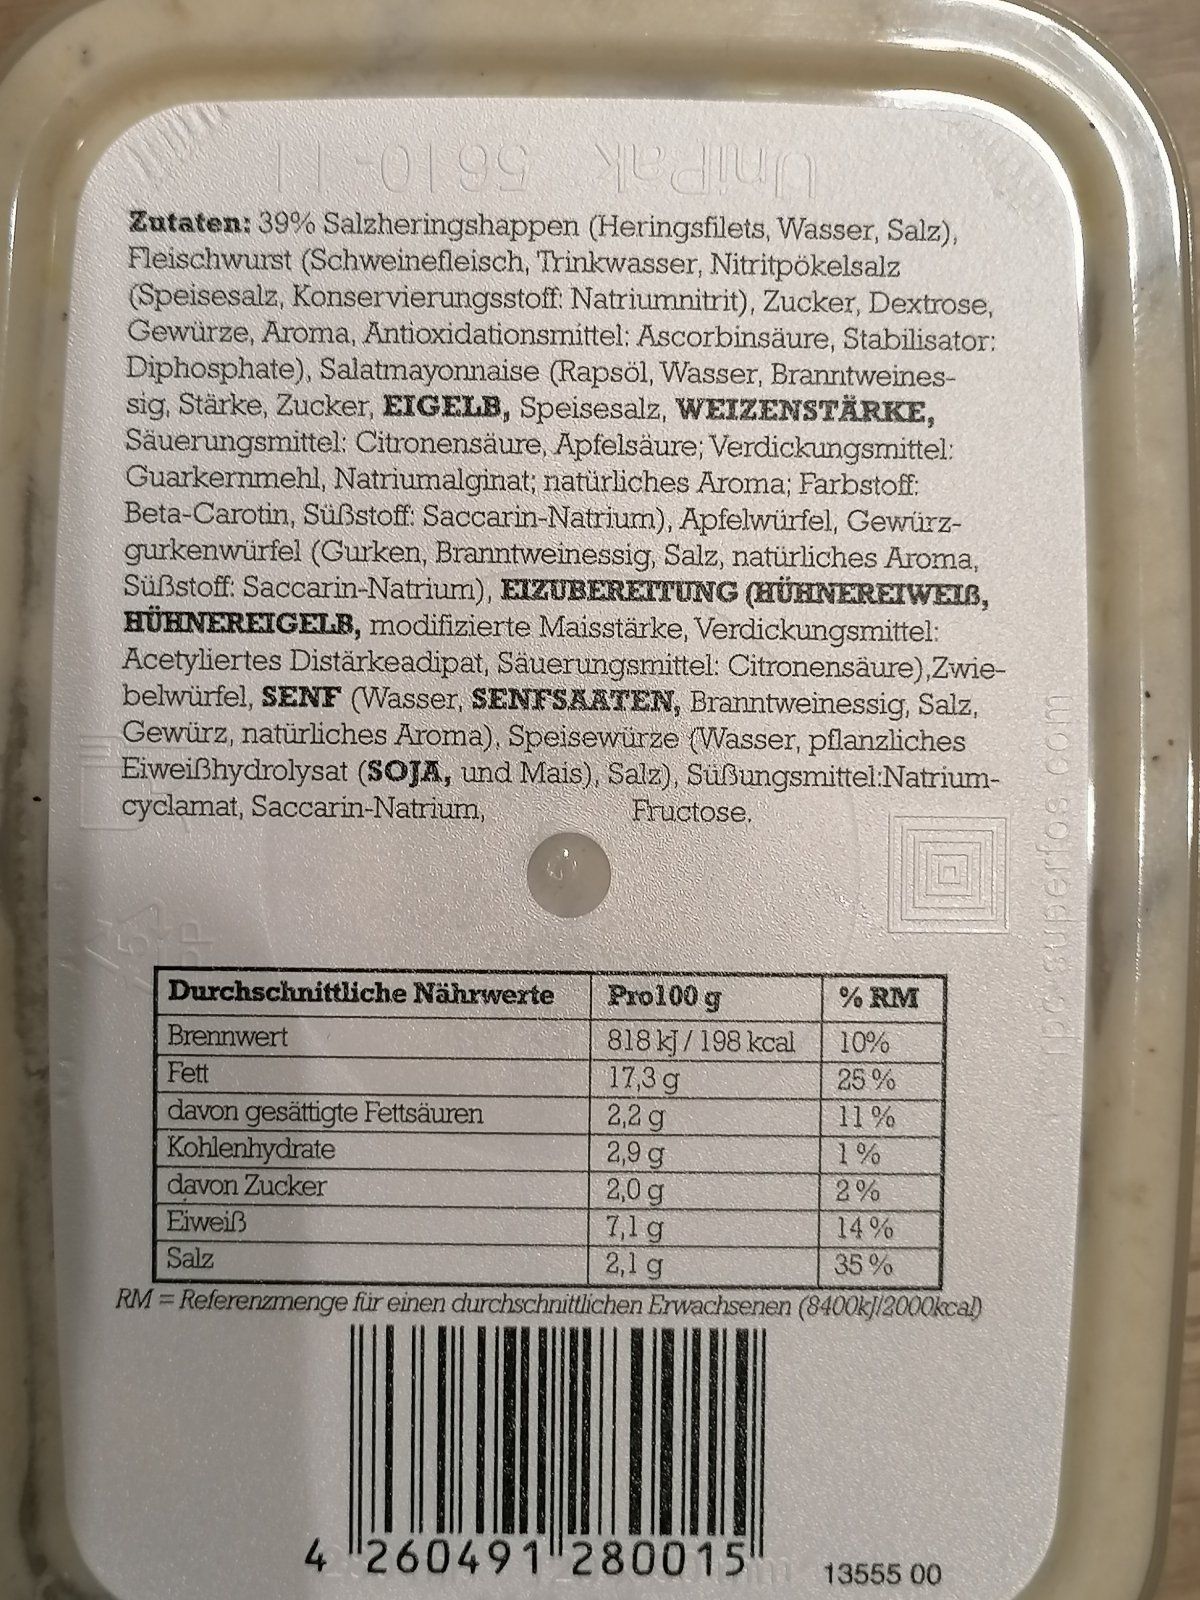 UniPak 5610-11
Zutaten: 39% Salzheringshappen (Heringsfilets, Wasser, Salz),
Fleischwurst (Schweinefleisch, Trinkwasser, Nitritpökelsalz
(Speisesalz, Konservierungsstoff: Natriumnitrit), Zucker, Dextrose,
Gewürze, Aroma, Antioxidationsmittel: Ascorbinsäure, Stabilisator:
Diphosphate), Salatmayonnaise (Rapsöl, Wasser, Branntweines-
sig, Stärke, Zucker, EIGELB, Speisesalz, WEIZENSTÄRKE,
Säuerungsmittel: Citronensäure, Apfelsäure; Verdickungsmittel:
Guarkernmehl, Natriumalginat; natürliches Aroma; Farbstoff:
Beta-Carotin, Süßstoff: Saccarin-Natrium), Apfelwürfel, Gewürz-
gurkenwürfel (Gurken, Branntweinessig, Salz, natürliches Aroma,
Süßstoff: Saccarin-Natrium), EIZUBEREITUNG (HÜHNEREIWEIß,
HÜHNEREIGELB, modifizierte Maisstärke, Verdickungsmittel:
Acetyliertes Distärkeadipat, Säuerungsmittel: Citronensäure),Zwie-
belwürfel, SENF (Wasser, SENFSAATEN, Branntweinessig, Salz,
Gewürz, natürliches Aroma), Speisewürze (Wasser, pflanzliches
Eiweißhydrolysat (SOJA, und Mais), Salz), Süßungsmittel:Natrium-
cyclamat, Saccarin-Natrium, Fructose.
rpcsuperfos.com
5
PP
Durchschnittliche Nährwerte Pro100 g % RM
Brennwert 818 kJ / 198 kcal 10%
Fett 17,3 g 25 %
davon gesättigte Fettsäuren 2,2 g 11 %
Kohlenhydrate 2,9 g 1 %
davon Zucker 2,0 g 2 %
Eiweiß 7,1 g 14 %
Salz 2,1 g 35 %
RM = Referenzmenge für einen durchschnittlichen Erwachsenen (8400kJ/2000kcal)
4 260491 280015
13555 00